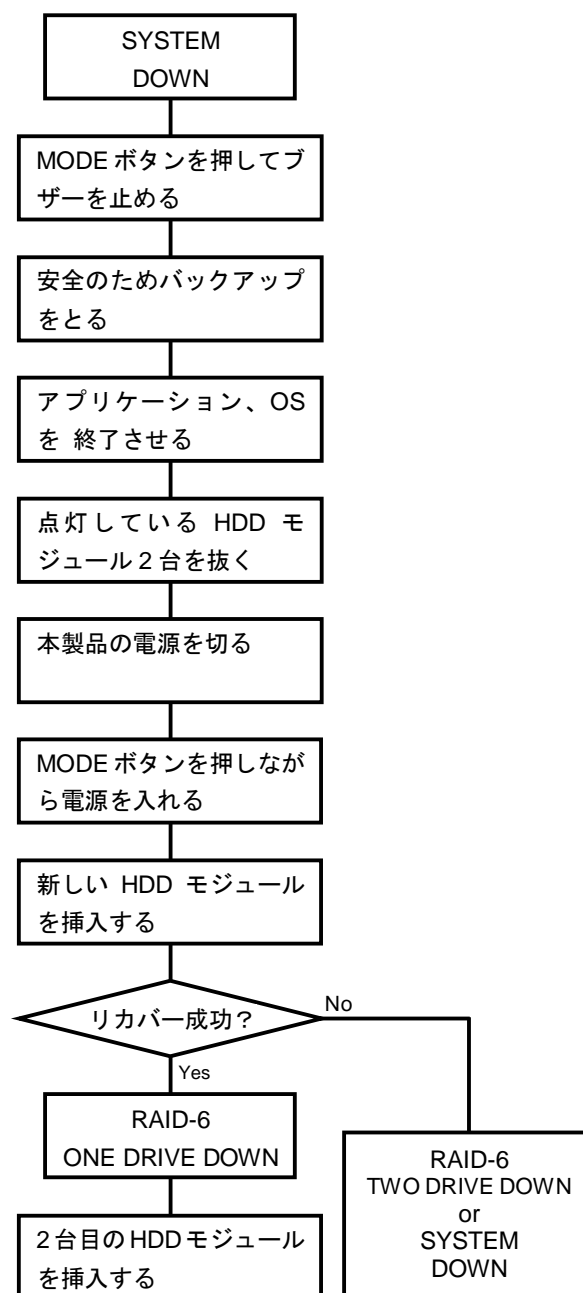 SYSTEM
DOWN
MODE ボタンを押してブ
ザーを止める
安全のためバックアップ
をとる
アプリケーション、OS
を 終了させる
点灯している HDD モ
ジュール 2 台を抜く
本製品の電源を切る
MODE ボタンを押しなが
ら電源を入れる
新しい HDD モジュール
を挿入する
リカバー成功？
No
Yes
RAID-6
ONE DRIVE DOWN
RAID-6
TWO DRIVE DOWN
or
SYSTEM
DOWN
2 台目の HDD モジュール
を挿入する